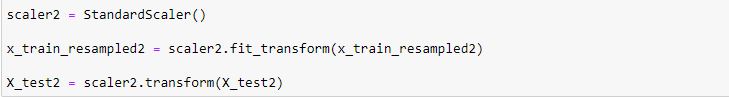 scaler2 = StandardScaler()
x_train_resampled2 = scaler2.fit_transform(x_train_resampled2)
X_test2 = scaler2.transform(X_test2)